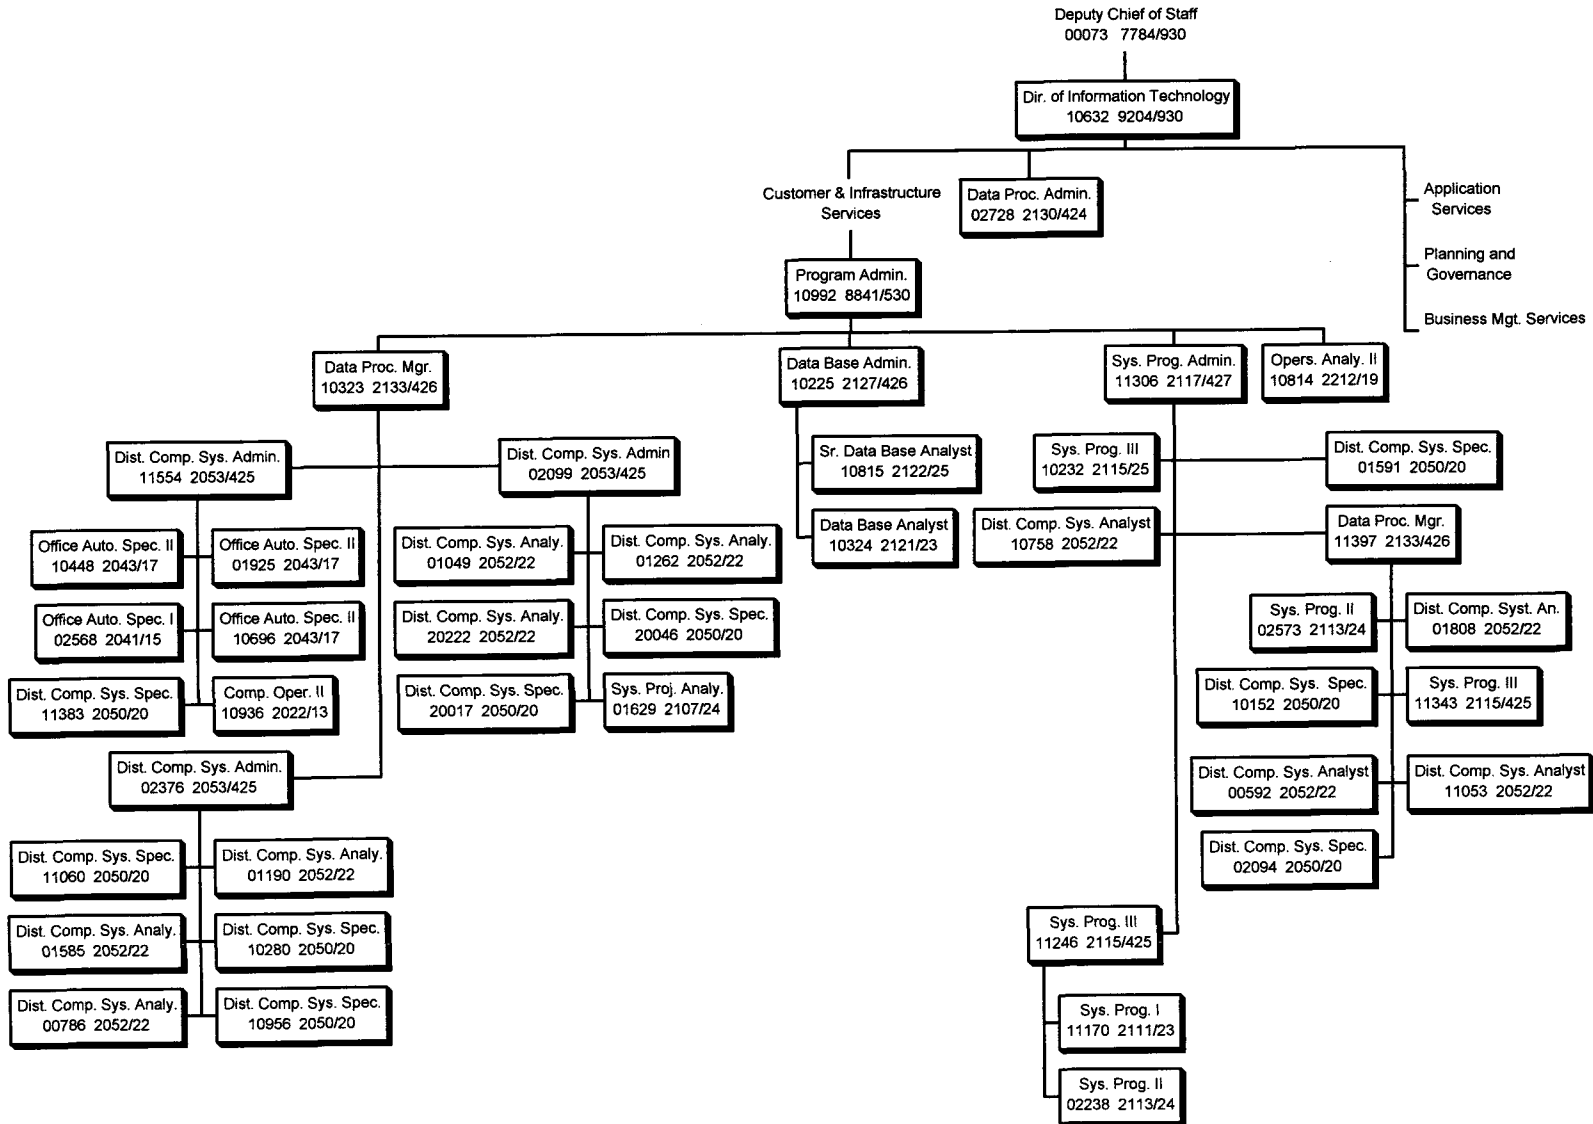 Deputy Chief of Staff
00073 7784/930
Dir. of Information Technology
10632 9204/930
Customer & Infrastructure
Services
Data Proc. Admin.
02728 2130/424
Application
Services
Planning and
Governance
Business Mgt. Services
Program Admin.
10992 8841/530
Data Proc. Mgr.
10323 2133/426
Data Base Admin.
10225 2127/426
Sys. Prog. Admin.
11306 2117/427
Opers. Analy. II
10814 2212/19
Dist. Comp. Sys. Admin.
11554 2053/425
Dist. Comp. Sys. Admin
02099 2053/425
Office Auto. Spec. II
10448 2043/17
Office Auto. Spec. II
01925 2043/17
Office Auto. Spec. I
02568 2041/15
Office Auto. Spec. II
10696 2043/17
Dist. Comp. Sys. Spec.
11383 2050/20
Comp. Oper. II
10936 2022/13
Dist. Comp. Sys. Analy.
01049 2052/22
Dist. Comp. Sys. Analy.
01262 2052/22
Dist. Comp. Sys. Analy.
20222 2052/22
Dist. Comp. Sys. Spec.
20046 2050/20
Dist. Comp. Sys. Spec.
20017 2050/20
Sys. Proj. Analy.
01629 2107/24
Dist. Comp. Sys. Admin.
02376 2053/425
Dist. Comp. Sys. Spec.
11060 2050/20
Dist. Comp. Sys. Analy.
01190 2052/22
Dist. Comp. Sys. Analy.
01585 2052/22
Dist. Comp. Sys. Spec.
10280 2050/20
Dist. Comp. Sys. Analy.
00786 2052/22
Dist. Comp. Sys. Spec.
10956 2050/20
Sr. Data Base Analyst
10815 2122/25
Data Base Analyst
10324 2121/23
Sys. Prog. III
10232 2115/25
Dist. Comp. Sys. Spec.
01591 2050/20
Dist. Comp. Sys. Analyst
10758 2052/22
Data Proc. Mgr.
11397 2133/426
Sys. Prog. II
02573 2113/24
Dist. Comp. Syst. An.
01808 2052/22
Dist. Comp. Sys. Spec.
10152 2050/20
Sys. Prog. III
11343 2115/425
Dist. Comp. Sys. Analyst
00592 2052/22
Dist. Comp. Sys. Analyst
11053 2052/22
Dist. Comp. Sys. Spec.
02094 2050/20
Sys. Prog. III
11246 2115/425
Sys. Prog. I
11170 2111/23
Sys. Prog. II
02238 2113/24